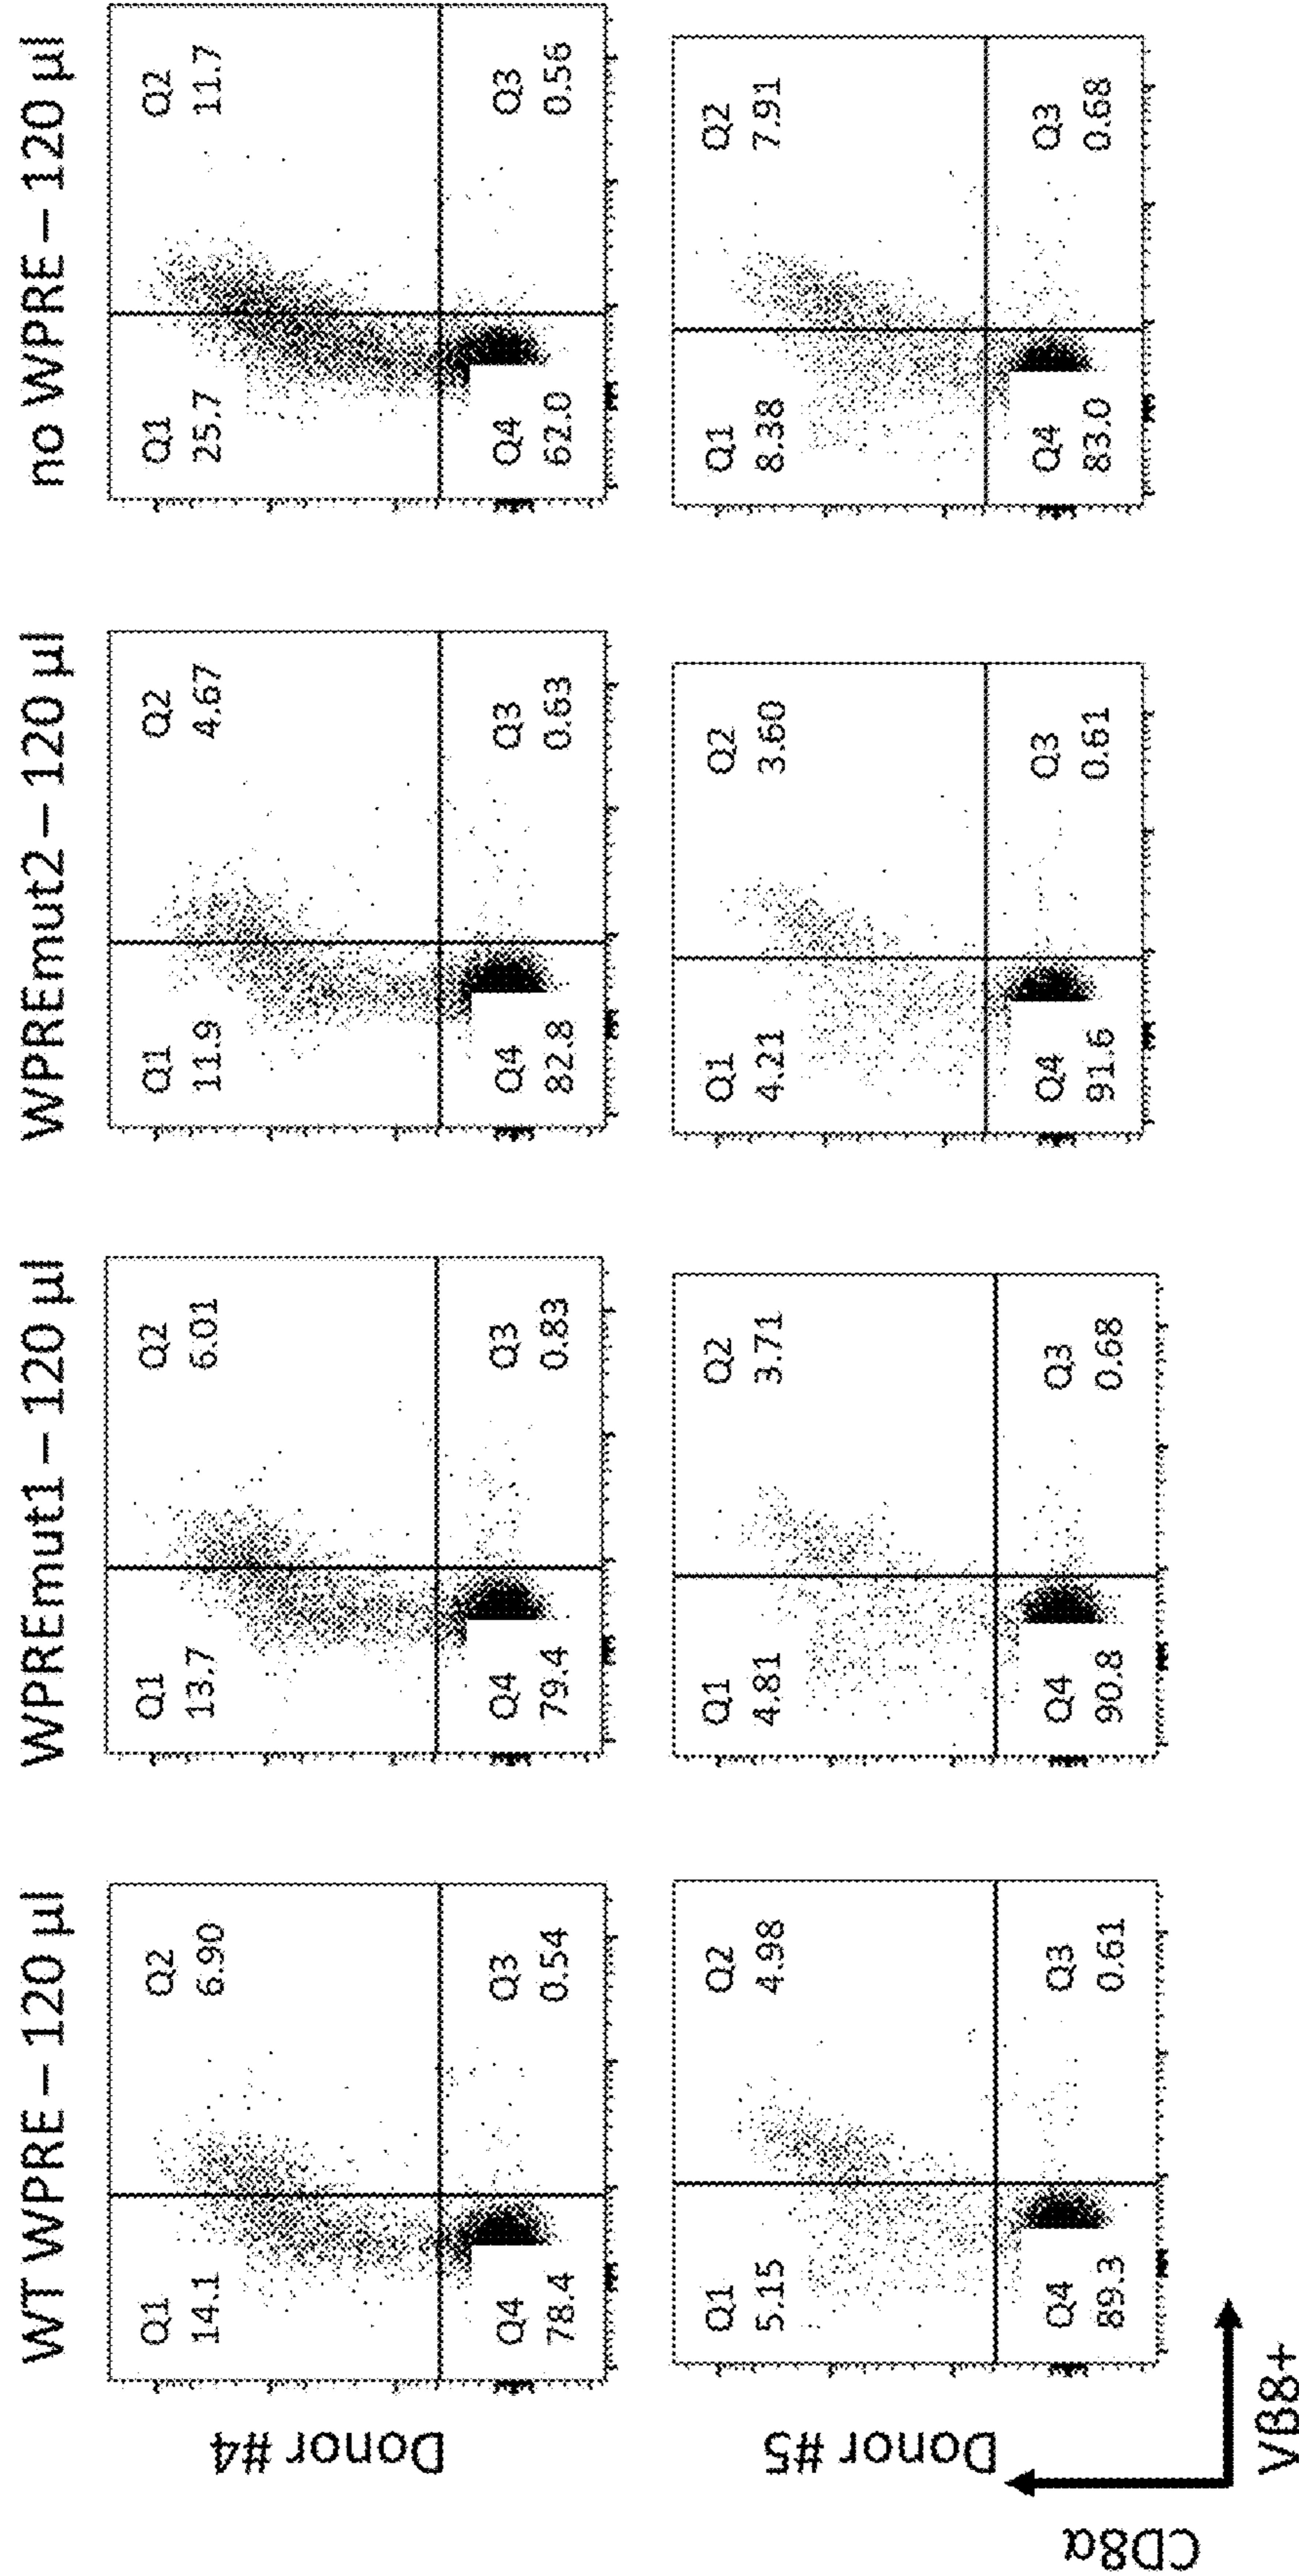 WT WPRE – 120 µl
WPREmut1 – 120 µl
WPREmut2 – 120 µl
no WPRE – 120 µl
Donor #4
Q1
14.1
Q2
6.90
Q4
78.4
Q3
0.54
Q1
13.7
Q2
6.01
Q4
79.4
Q3
0.83
Q1
11.9
Q2
4.67
Q4
82.8
Q3
0.63
Q1
25.7
Q2
11.7
Q4
62.0
Q3
0.56
Donor #5
Q1
5.15
Q2
4.98
Q4
89.3
Q3
0.61
Q1
4.81
Q2
3.71
Q4
90.8
Q3
0.68
Q1
4.21
Q2
3.60
Q4
91.6
Q3
0.61
Q1
8.38
Q2
7.91
Q4
83.0
Q3
0.68
CD8α
Vβ8+